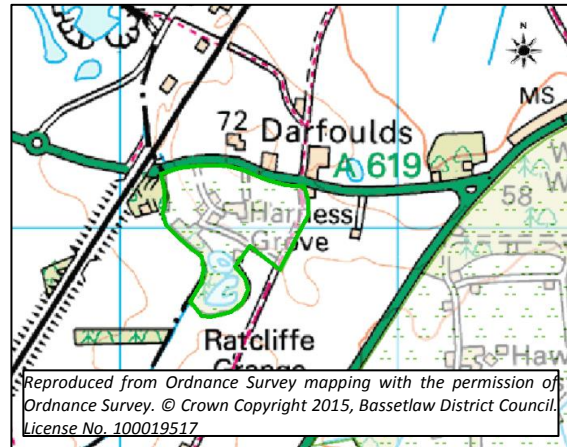 N
MS
72 Darfoulds
A 619
58
Harness
Grove
Ratcliffe
Grange
Haw
Reproduced from Ordnance Survey mapping with the permission of
Ordnance Survey. © Crown Copyright 2015, Bassetlaw District Council.
License No. 100019517